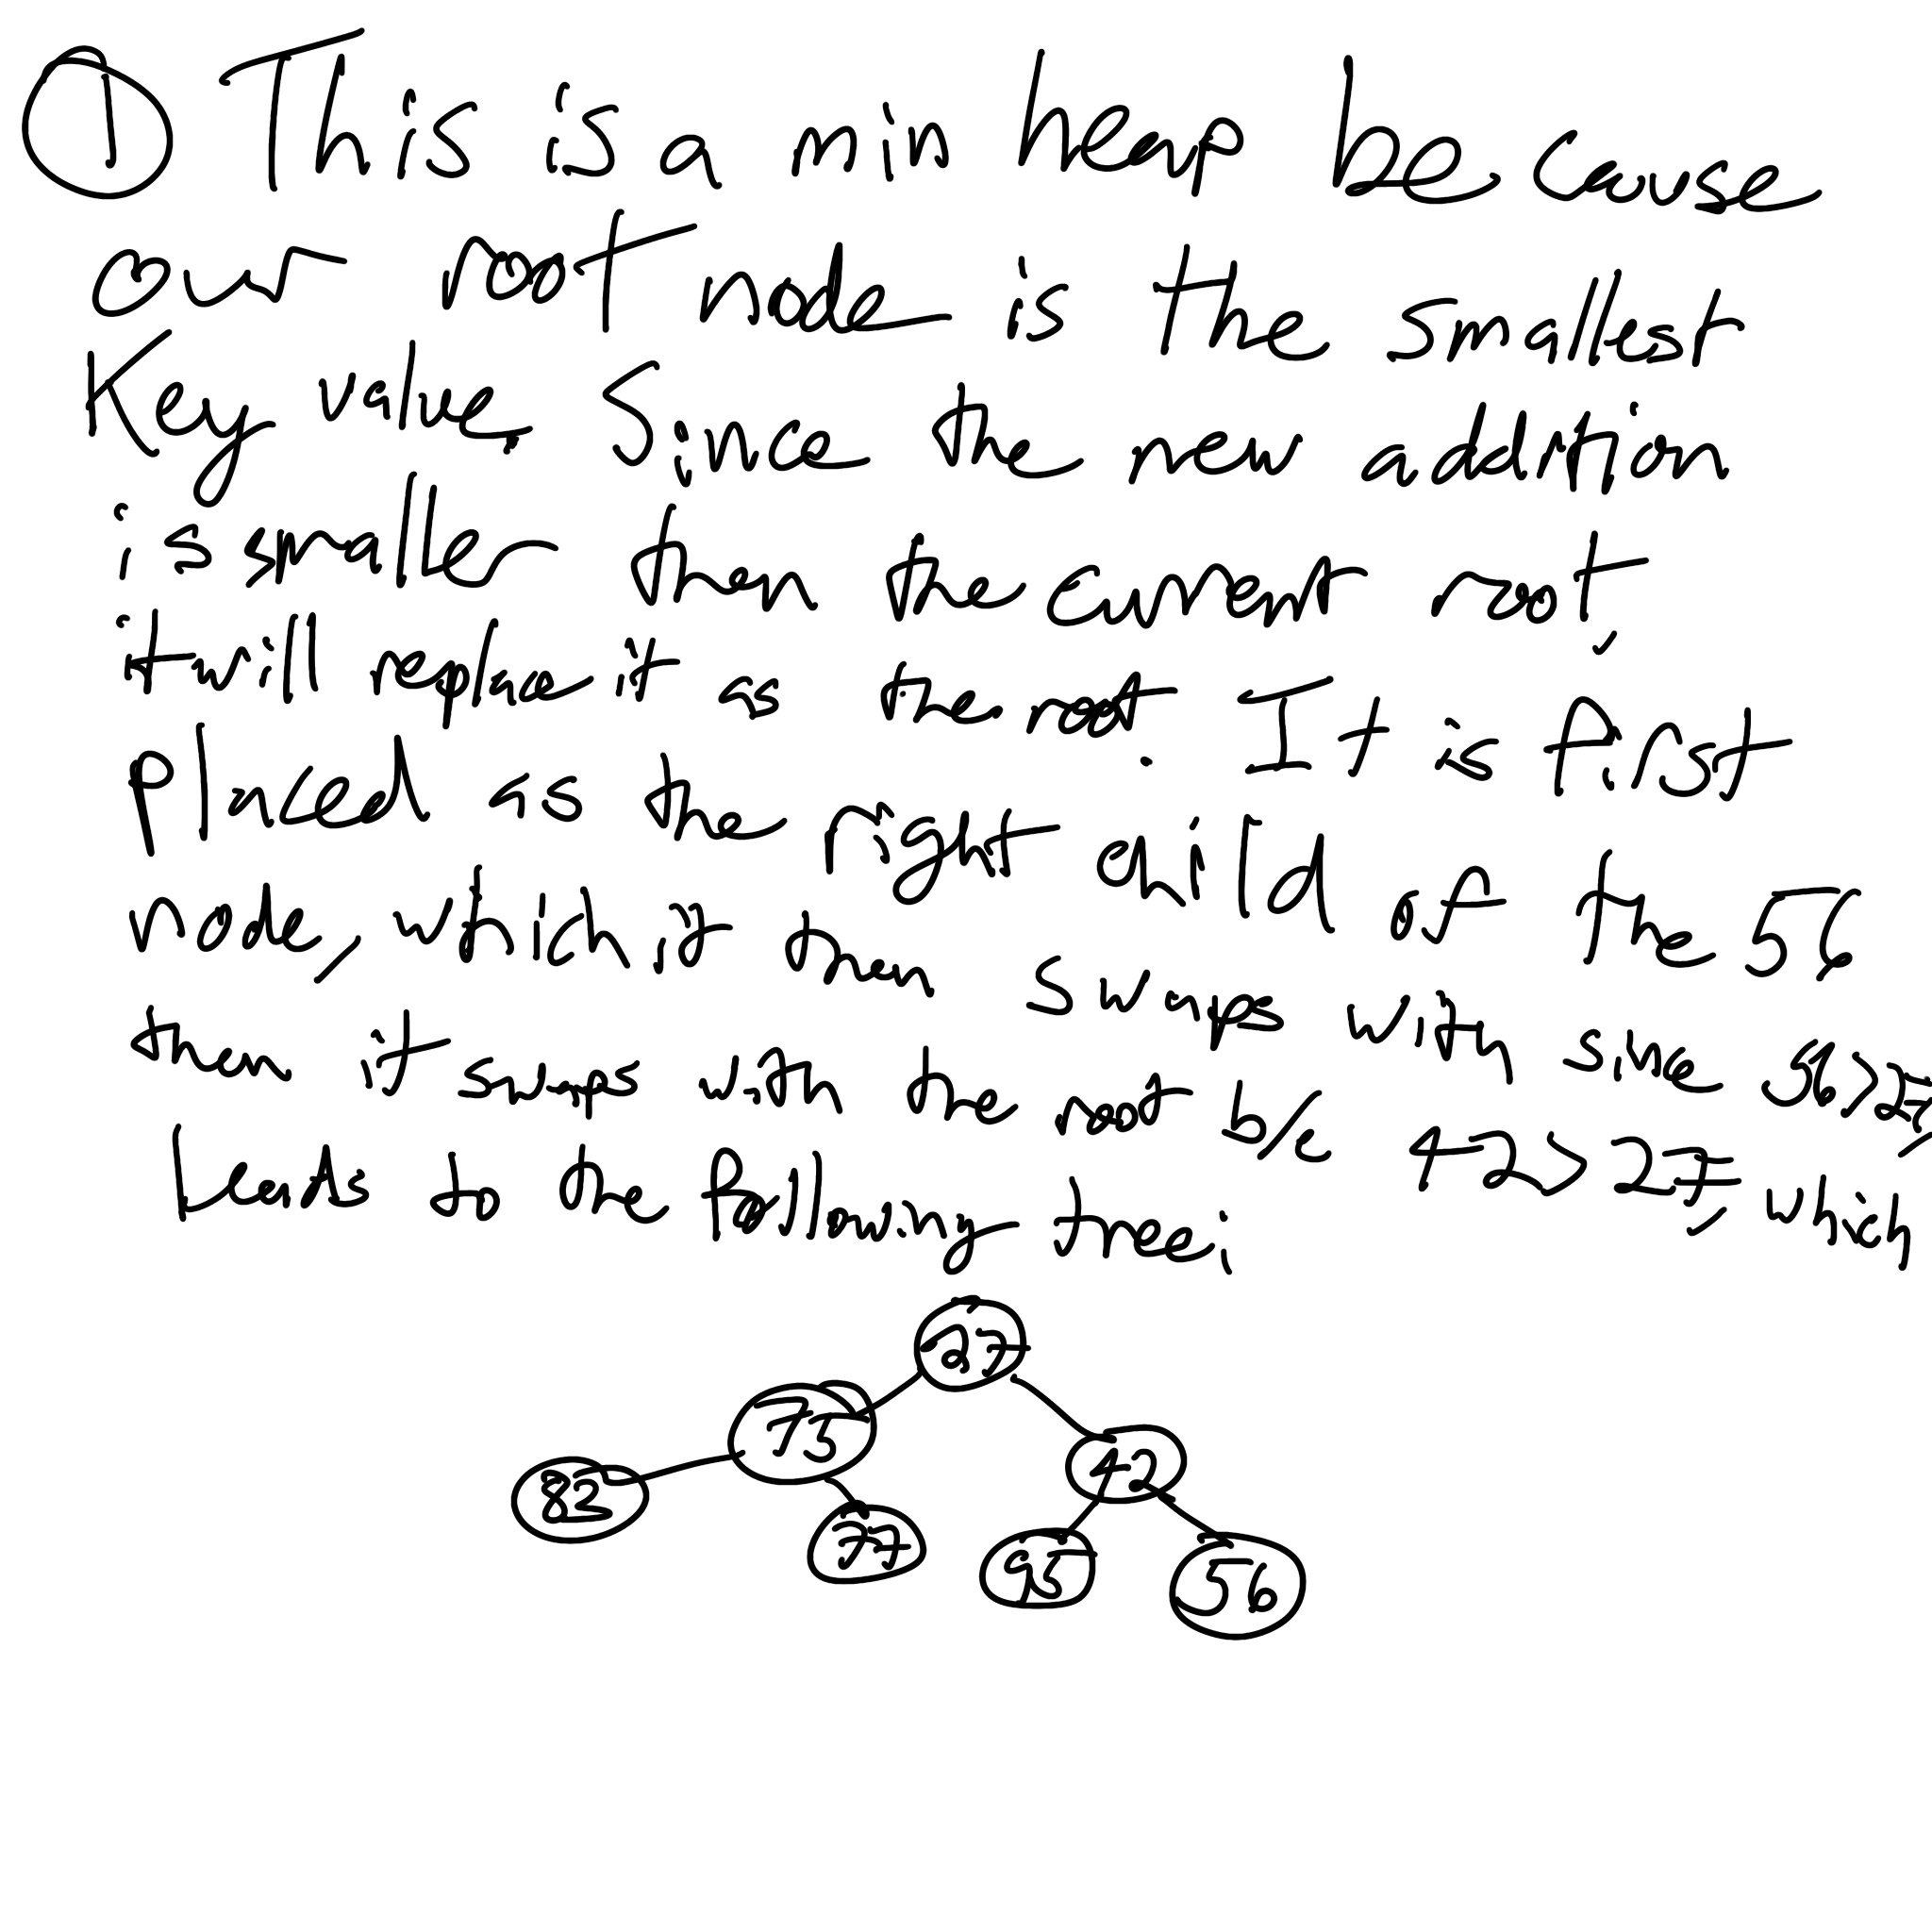 ① This is a min heap because
our root node is the smallest
Key value. Since the new addition
is smaller then the current root,
it will replace it as the root. It is first
placed as the right child of the 56
node, which it then swaps with since 56>27,
then it swaps with the root b/c 42>27, which
leads to the following tree:
27
75
42
82
77
95
56